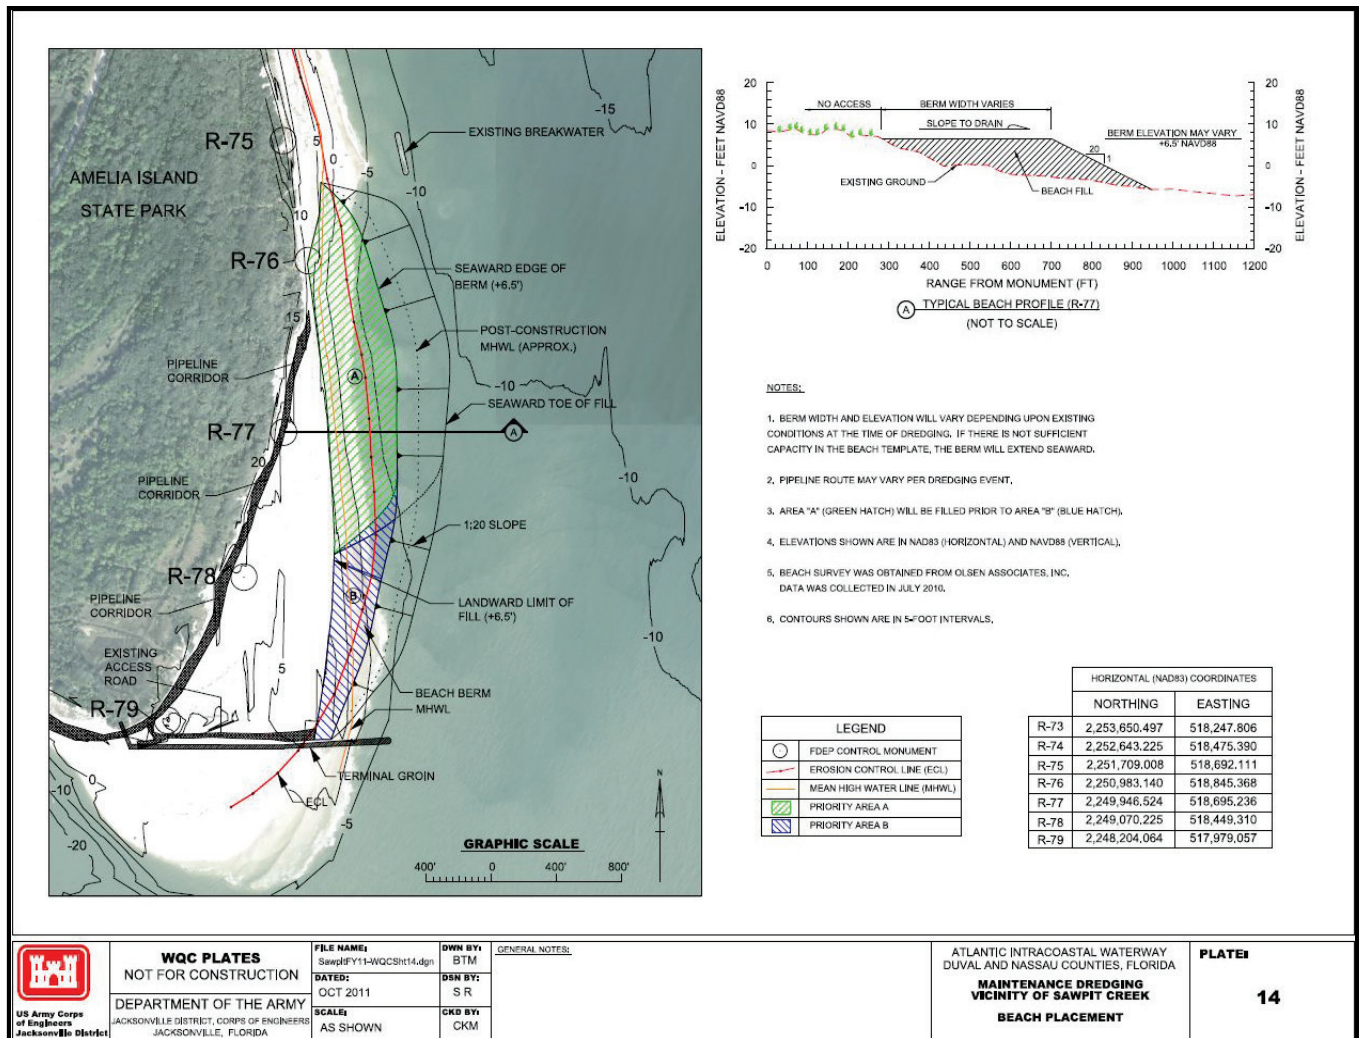 R-75
AMELIA ISLAND
STATE PARK
R-76
R-77
R-78
R-79
EXISTING BREAKWATER
SEAWARD EDGE OF
BERM (+6.5')
POST-CONSTRUCTION
MHWL (APPROX.)
SEAWARD TOE OF FILL
PIPELINE
CORRIDOR
PIPELINE
CORRIDOR
PIPELINE
CORRIDOR
1:20 SLOPE
LANDWARD LIMIT OF
FILL (+6.5')
EXISTING
ACCESS
ROAD
BEACH BERM
MHWL
TERMINAL GROIN
ECL
A
A
B
-15
5
0
-5
-10
10
15
-10
20
-10
-10
5
0
-10
-20
-5
N
GRAPHIC SCALE
400' 0 400' 800'
ELEVATION - FEET NAVD88
20
10
0
-10
-20
NO ACCESS
BERM WIDTH VARIES
SLOPE TO DRAIN
BERM ELEVATION MAY VARY
+6.5' NAVD88
20
1
EXISTING GROUND
BEACH FILL
20
10
0
-10
-20
ELEVATION - FEET NAVD88
0 100 200 300 400 500 600 700 800 900 1000 1100 1200
RANGE FROM MONUMENT (FT)
A TYPICAL BEACH PROFILE (R-77)
(NOT TO SCALE)
NOTES:
1. BERM WIDTH AND ELEVATION WILL VARY DEPENDING UPON EXISTING
CONDITIONS AT THE TIME OF DREDGING. IF THERE IS NOT SUFFICIENT
CAPACITY IN THE BEACH TEMPLATE, THE BERM WILL EXTEND SEAWARD.
2. PIPELINE ROUTE MAY VARY PER DREDGING EVENT.
3. AREA "A" (GREEN HATCH) WILL BE FILLED PRIOR TO AREA "B" (BLUE HATCH).
4. ELEVATIONS SHOWN ARE IN NAD83 (HORIZONTAL) AND NAVD88 (VERTICAL).
5. BEACH SURVEY WAS OBTAINED FROM OLSEN ASSOCIATES, INC.
DATA WAS COLLECTED IN JULY 2010.
6. CONTOURS SHOWN ARE IN 5-FOOT INTERVALS.
LEGEND
FDEP CONTROL MONUMENT
EROSION CONTROL LINE (ECL)
MEAN HIGH WATER LINE (MHWL)
PRIORITY AREA A
PRIORITY AREA B
HORIZONTAL (NAD83) COORDINATES
NORTHING EASTING
R-73 2,253,650.497 518,247.806
R-74 2,252,643.225 518,475.390
R-75 2,251,709.008 518,692.111
R-76 2,250,983.140 518,845.368
R-77 2,249,946.524 518,695.236
R-78 2,249,070.225 518,449.310
R-79 2,248,204.064 517,979.057
US Army Corps
of Engineers
Jacksonville District
WQC PLATES
NOT FOR CONSTRUCTION
DEPARTMENT OF THE ARMY
JACKSONVILLE DISTRICT, CORPS OF ENGINEERS
JACKSONVILLE, FLORIDA
FILE NAME:
SawpitFY11-WQCSht14.dgn
DATED:
OCT 2011
SCALE:
AS SHOWN
DWN BY:
BTM
DSN BY:
S R
CKD BY:
CKM
GENERAL NOTES:
ATLANTIC INTRACOASTAL WATERWAY
DUVAL AND NASSAU COUNTIES, FLORIDA
MAINTENANCE DREDGING
VICINITY OF SAWPIT CREEK
BEACH PLACEMENT
PLATE:
14